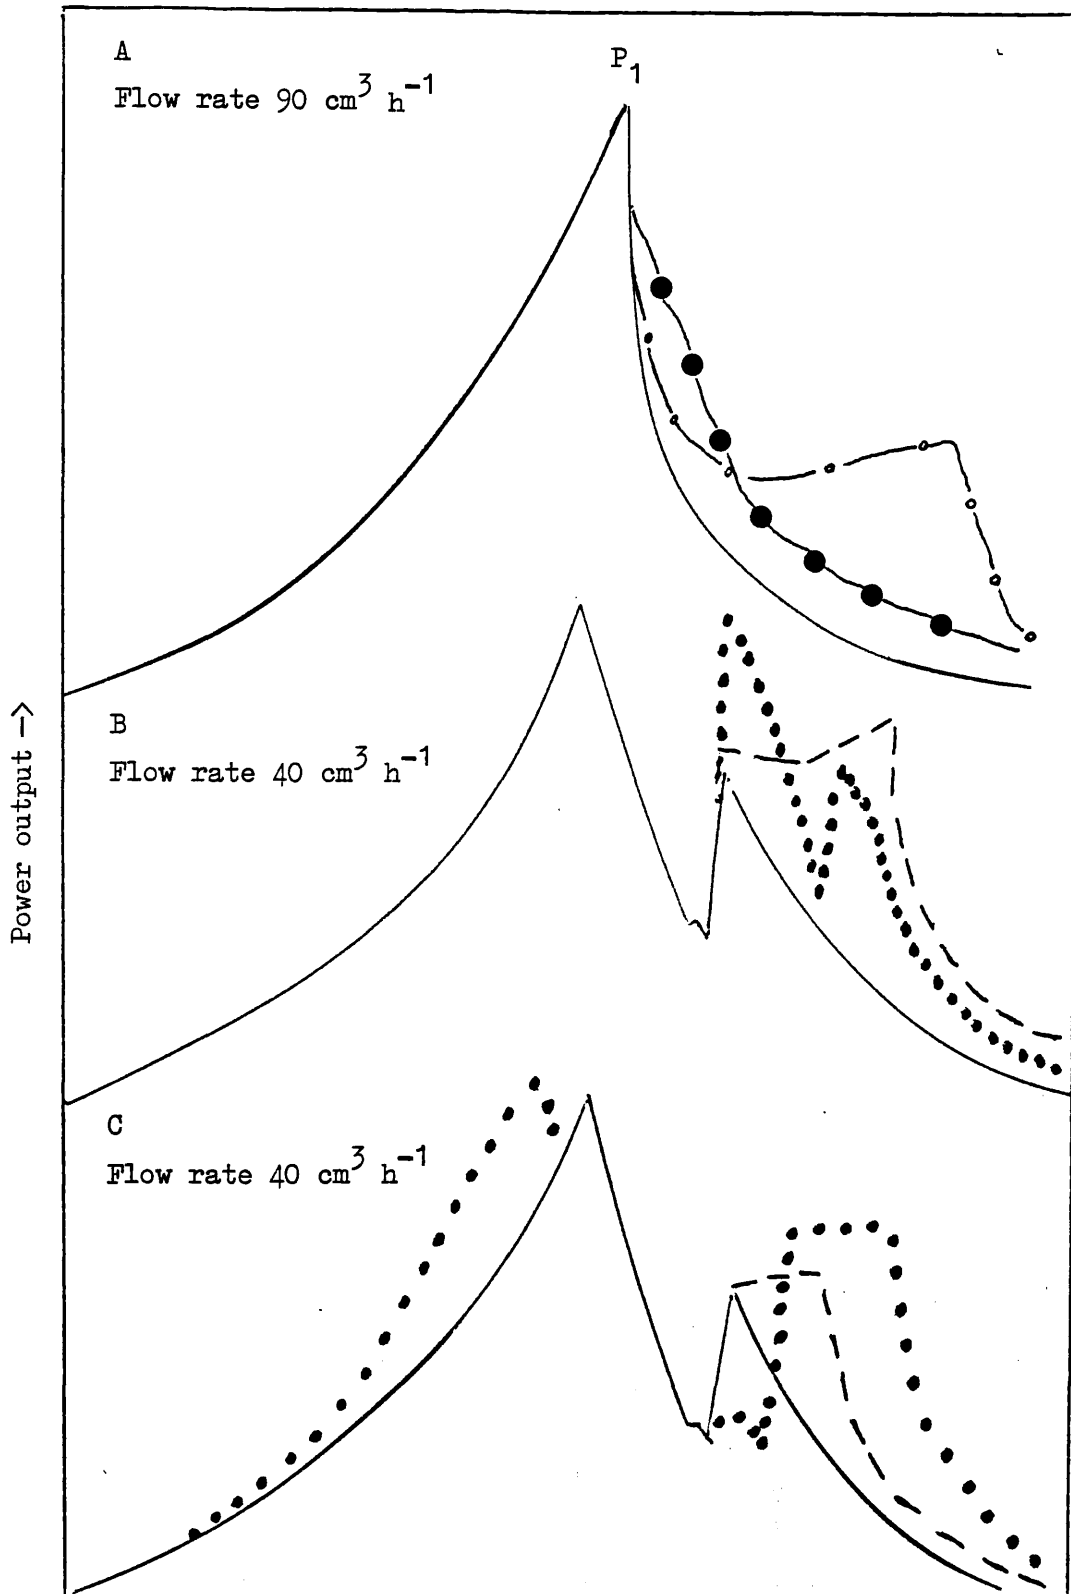 A
P₁
Flow rate 90 cm³ h⁻¹
Power output →
B
Flow rate 40 cm³ h⁻¹
C
Flow rate 40 cm³ h⁻¹